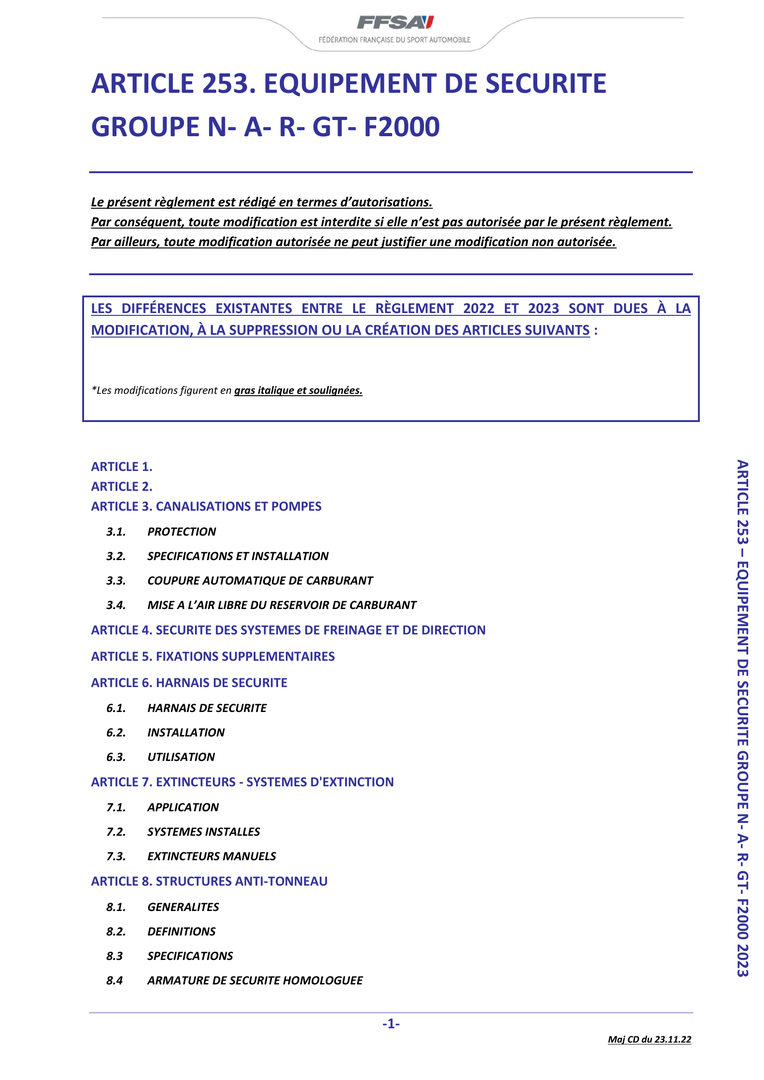 FFSA
FÉDÉRATION FRANÇAISE DU SPORT AUTOMOBILE
ARTICLE 253. EQUIPEMENT DE SECURITE
GROUPE N- A- R- GT- F2000
Le présent règlement est rédigé en termes d’autorisations.
Par conséquent, toute modification est interdite si elle n’est pas autorisée par le présent règlement.
Par ailleurs, toute modification autorisée ne peut justifier une modification non autorisée.
LES DIFFÉRENCES EXISTANTES ENTRE LE RÈGLEMENT 2022 ET 2023 SONT DUES À LA
MODIFICATION, À LA SUPPRESSION OU LA CRÉATION DES ARTICLES SUIVANTS :
*Les modifications figurent en gras italique et soulignées.
ARTICLE 1.
ARTICLE 2.
ARTICLE 3. CANALISATIONS ET POMPES
3.1. PROTECTION
3.2. SPECIFICATIONS ET INSTALLATION
3.3. COUPURE AUTOMATIQUE DE CARBURANT
3.4. MISE A L’AIR LIBRE DU RESERVOIR DE CARBURANT
ARTICLE 4. SECURITE DES SYSTEMES DE FREINAGE ET DE DIRECTION
ARTICLE 5. FIXATIONS SUPPLEMENTAIRES
ARTICLE 6. HARNAIS DE SECURITE
6.1. HARNAIS DE SECURITE
6.2. INSTALLATION
6.3. UTILISATION
ARTICLE 7. EXTINCTEURS - SYSTEMES D'EXTINCTION
7.1. APPLICATION
7.2. SYSTEMES INSTALLES
7.3. EXTINCTEURS MANUELS
ARTICLE 8. STRUCTURES ANTI-TONNEAU
8.1. GENERALITES
8.2. DEFINITIONS
8.3 SPECIFICATIONS
8.4 ARMATURE DE SECURITE HOMOLOGUEE
ARTICLE 253 – EQUIPEMENT DE SECURITE GROUPE N- A- R- GT- F2000 2023
-1-
Maj CD du 23.11.22